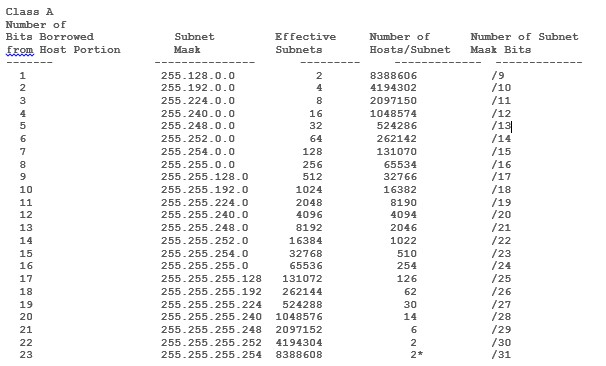 Class A
Number of
Bits Borrowed Subnet Effective Number of Number of Subnet
from Host Portion Mask Subnets Hosts/Subnet Mask Bits
------- --------------- --------- ------------- -------------
1 255.128.0.0 2 8388606 /9
2 255.192.0.0 4 4194302 /10
3 255.224.0.0 8 2097150 /11
4 255.240.0.0 16 1048574 /12
5 255.248.0.0 32 524286 /13
6 255.252.0.0 64 262142 /14
7 255.254.0.0 128 131070 /15
8 255.255.0.0 256 65534 /16
9 255.255.128.0 512 32766 /17
10 255.255.192.0 1024 16382 /18
11 255.255.224.0 2048 8190 /19
12 255.255.240.0 4096 4094 /20
13 255.255.248.0 8192 2046 /21
14 255.255.252.0 16384 1022 /22
15 255.255.254.0 32768 510 /23
16 255.255.255.0 65536 254 /24
17 255.255.255.128 131072 126 /25
18 255.255.255.192 262144 62 /26
19 255.255.255.224 524288 30 /27
20 255.255.255.240 1048576 14 /28
21 255.255.255.248 2097152 6 /29
22 255.255.255.252 4194304 2 /30
23 255.255.255.254 8388608 2* /31